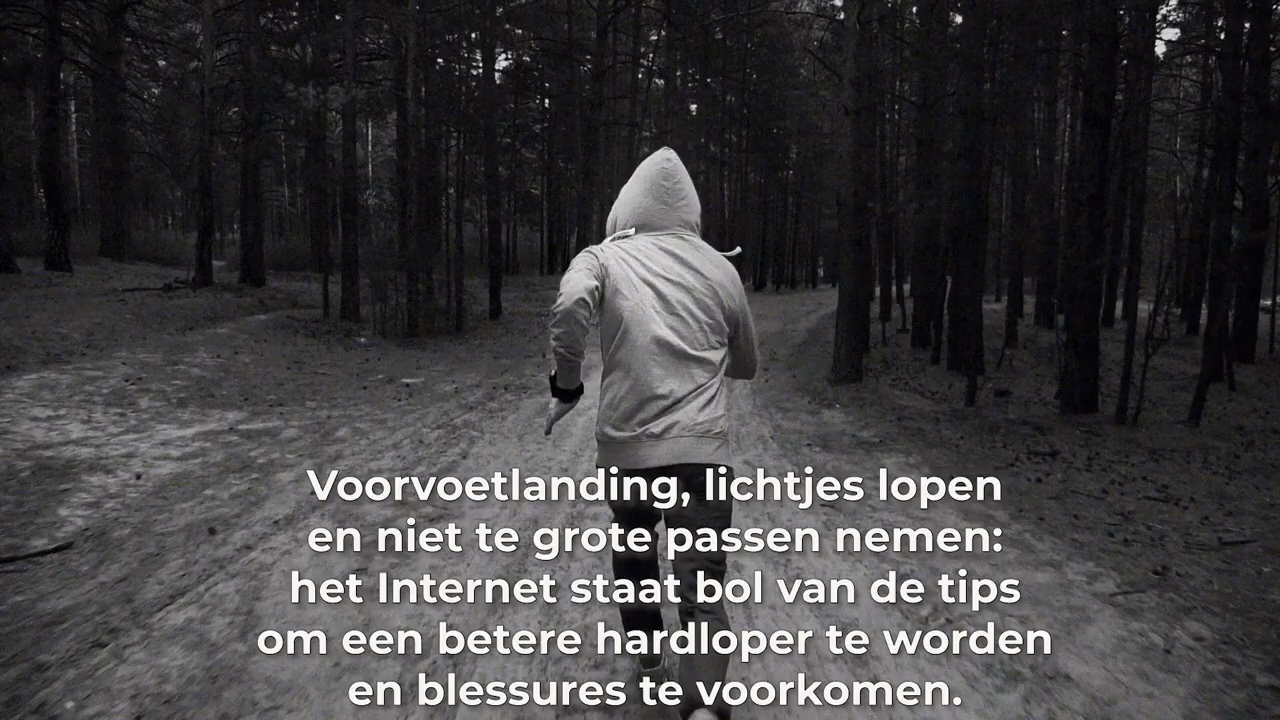 Voorvoetlanding, lichtjes lopen
en niet te grote passen nemen:
het Internet staat bol van de tips
om een betere hardloper te worden
en blessures te voorkomen.